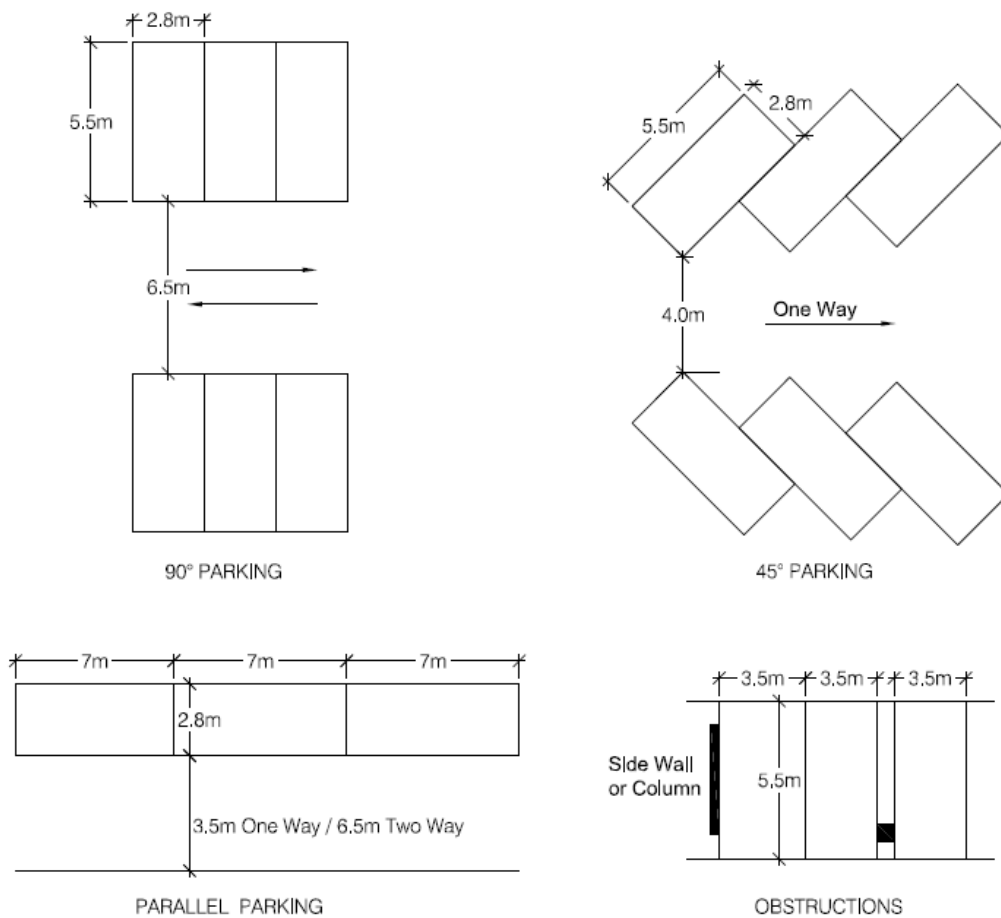 2.8m
5.5m
6.5m
90° PARKING
2.8m
5.5m
4.0m
One Way
45° PARKING
7m
7m
7m
2.8m
3.5m One Way / 6.5m Two Way
PARALLEL PARKING
3.5m
3.5m
3.5m
Side Wall
or Column
5.5m
OBSTRUCTIONS